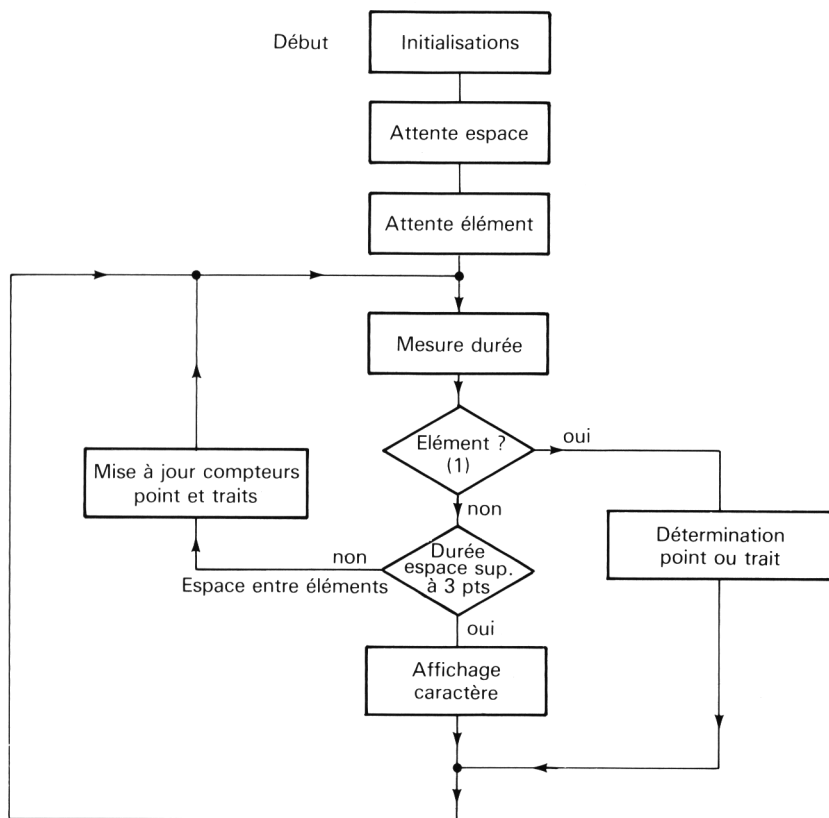 Début
Initialisations
Attente espace
Attente élément
Mesure durée
Elément ?
(1)
oui
non
Mise à jour compteurs
point et traits
Détermination
point ou trait
Durée
espace sup.
à 3 pts
non
Espace entre éléments
oui
Affichage
caractère